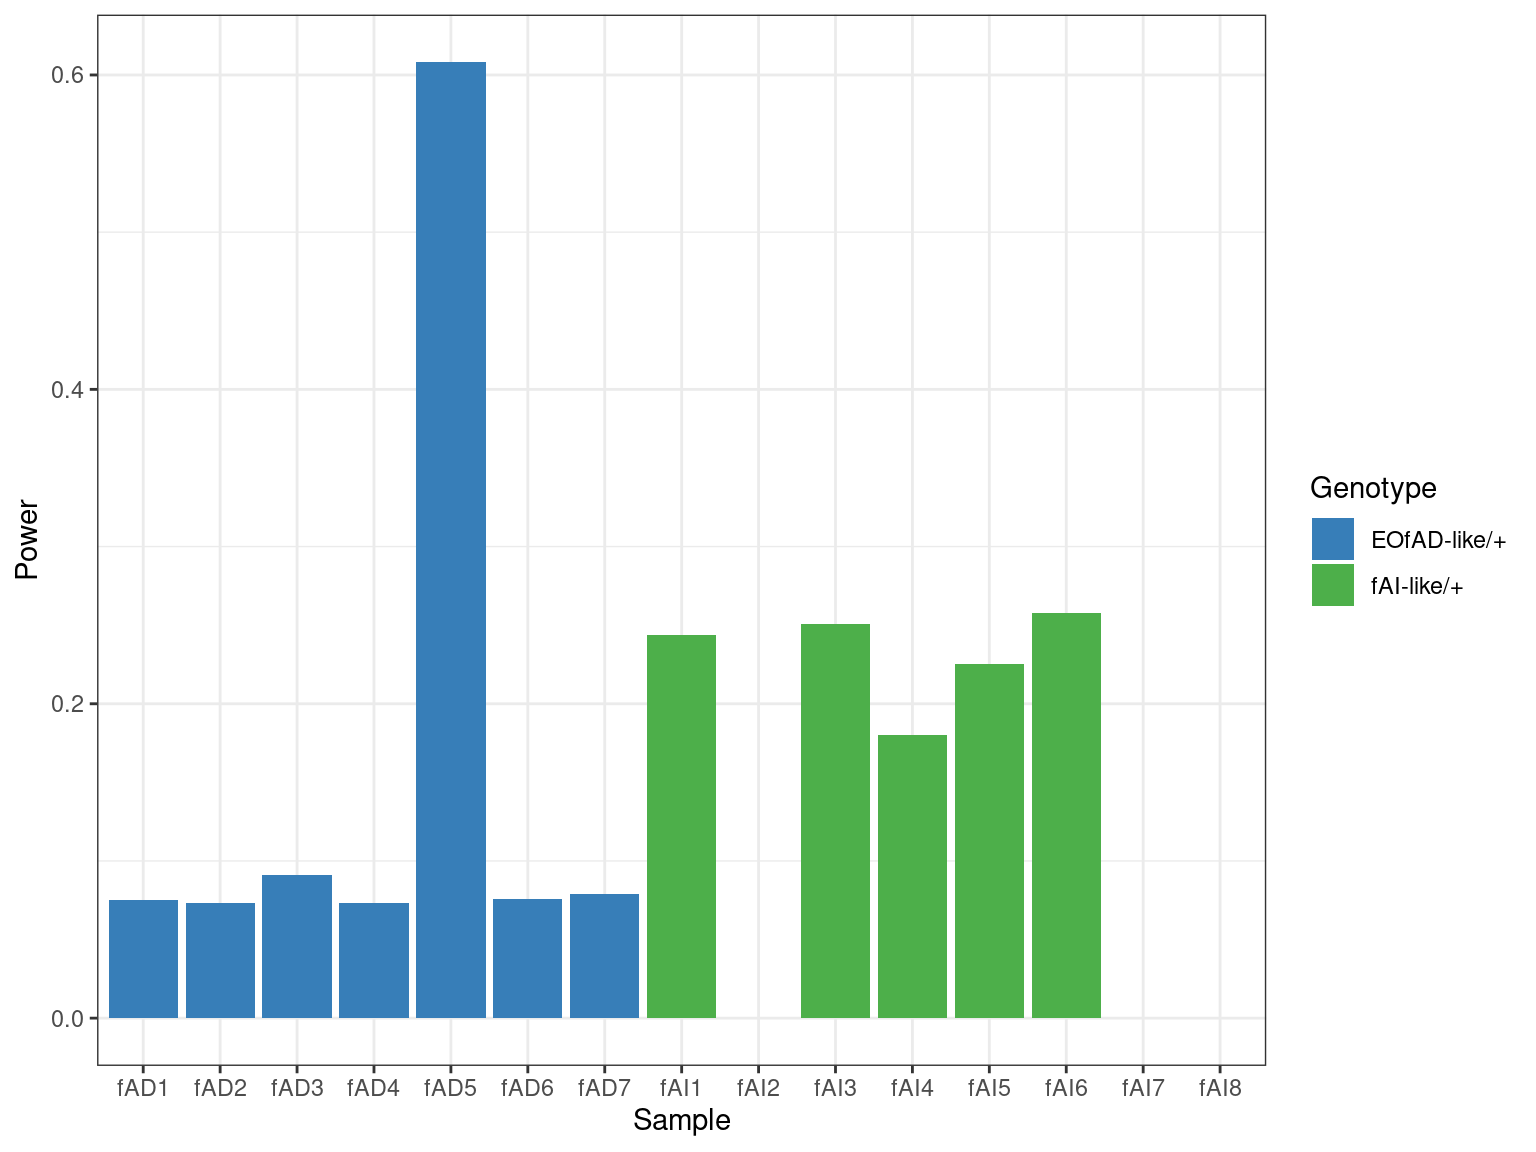 0.6
0.4
0.2
0.0
Power
fAD1 fAD2 fAD3 fAD4 fAD5 fAD6 fAD7 fAI1 fAI2 fAI3 fAI4 fAI5 fAI6 fAI7 fAI8
Sample
Genotype
EOfAD-like/+
fAI-like/+